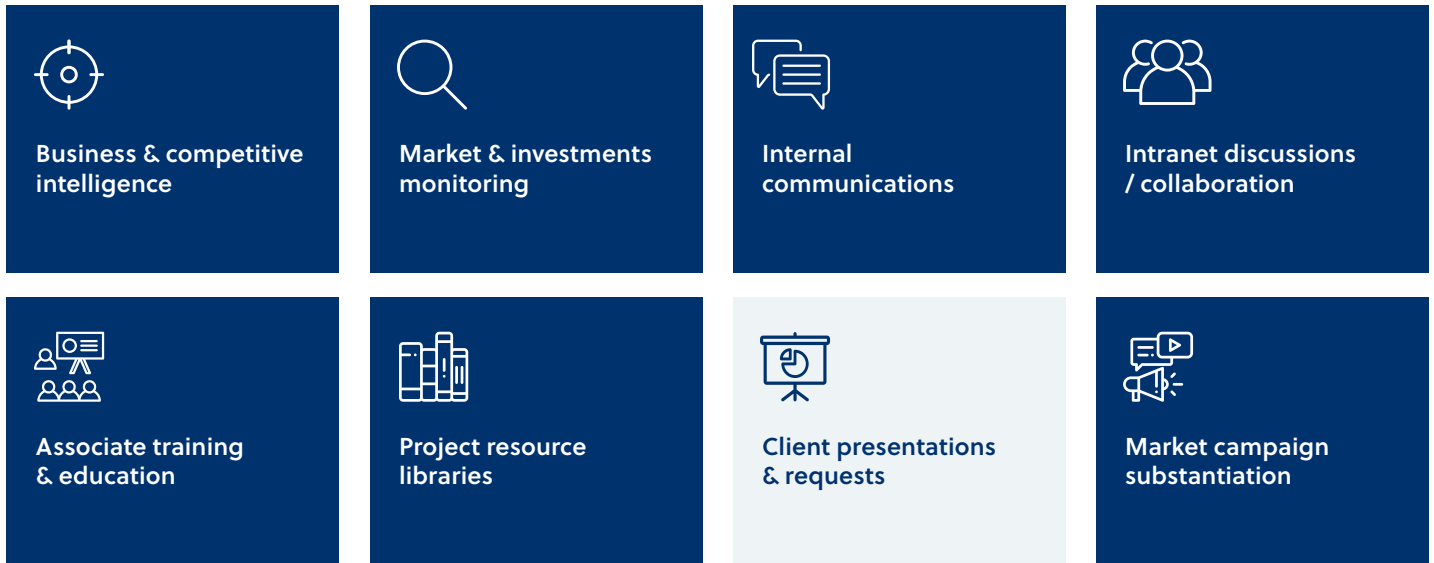 Business & competitive
intelligence
Market & investments
monitoring
Internal
communications
Intranet discussions
/ collaboration
Associate training
& education
Project resource
libraries
Client presentations
& requests
Market campaign
substantiation